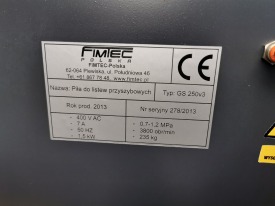 FIMTEC
POLSKA
FIMTEC-Polska
62-064 Plewiska, ul. Południowa 46
CE
Nazwa: Piła do listew przyszybowych
Typ: GS 250v3
Rok prod. 2013
Nr seryjny 278/2013
- 400 V AC
- 7 A
- 50 HZ
- 1,5 kW
- 0.7-1,2 MPa
- 3800 obr/min
- 235 kg